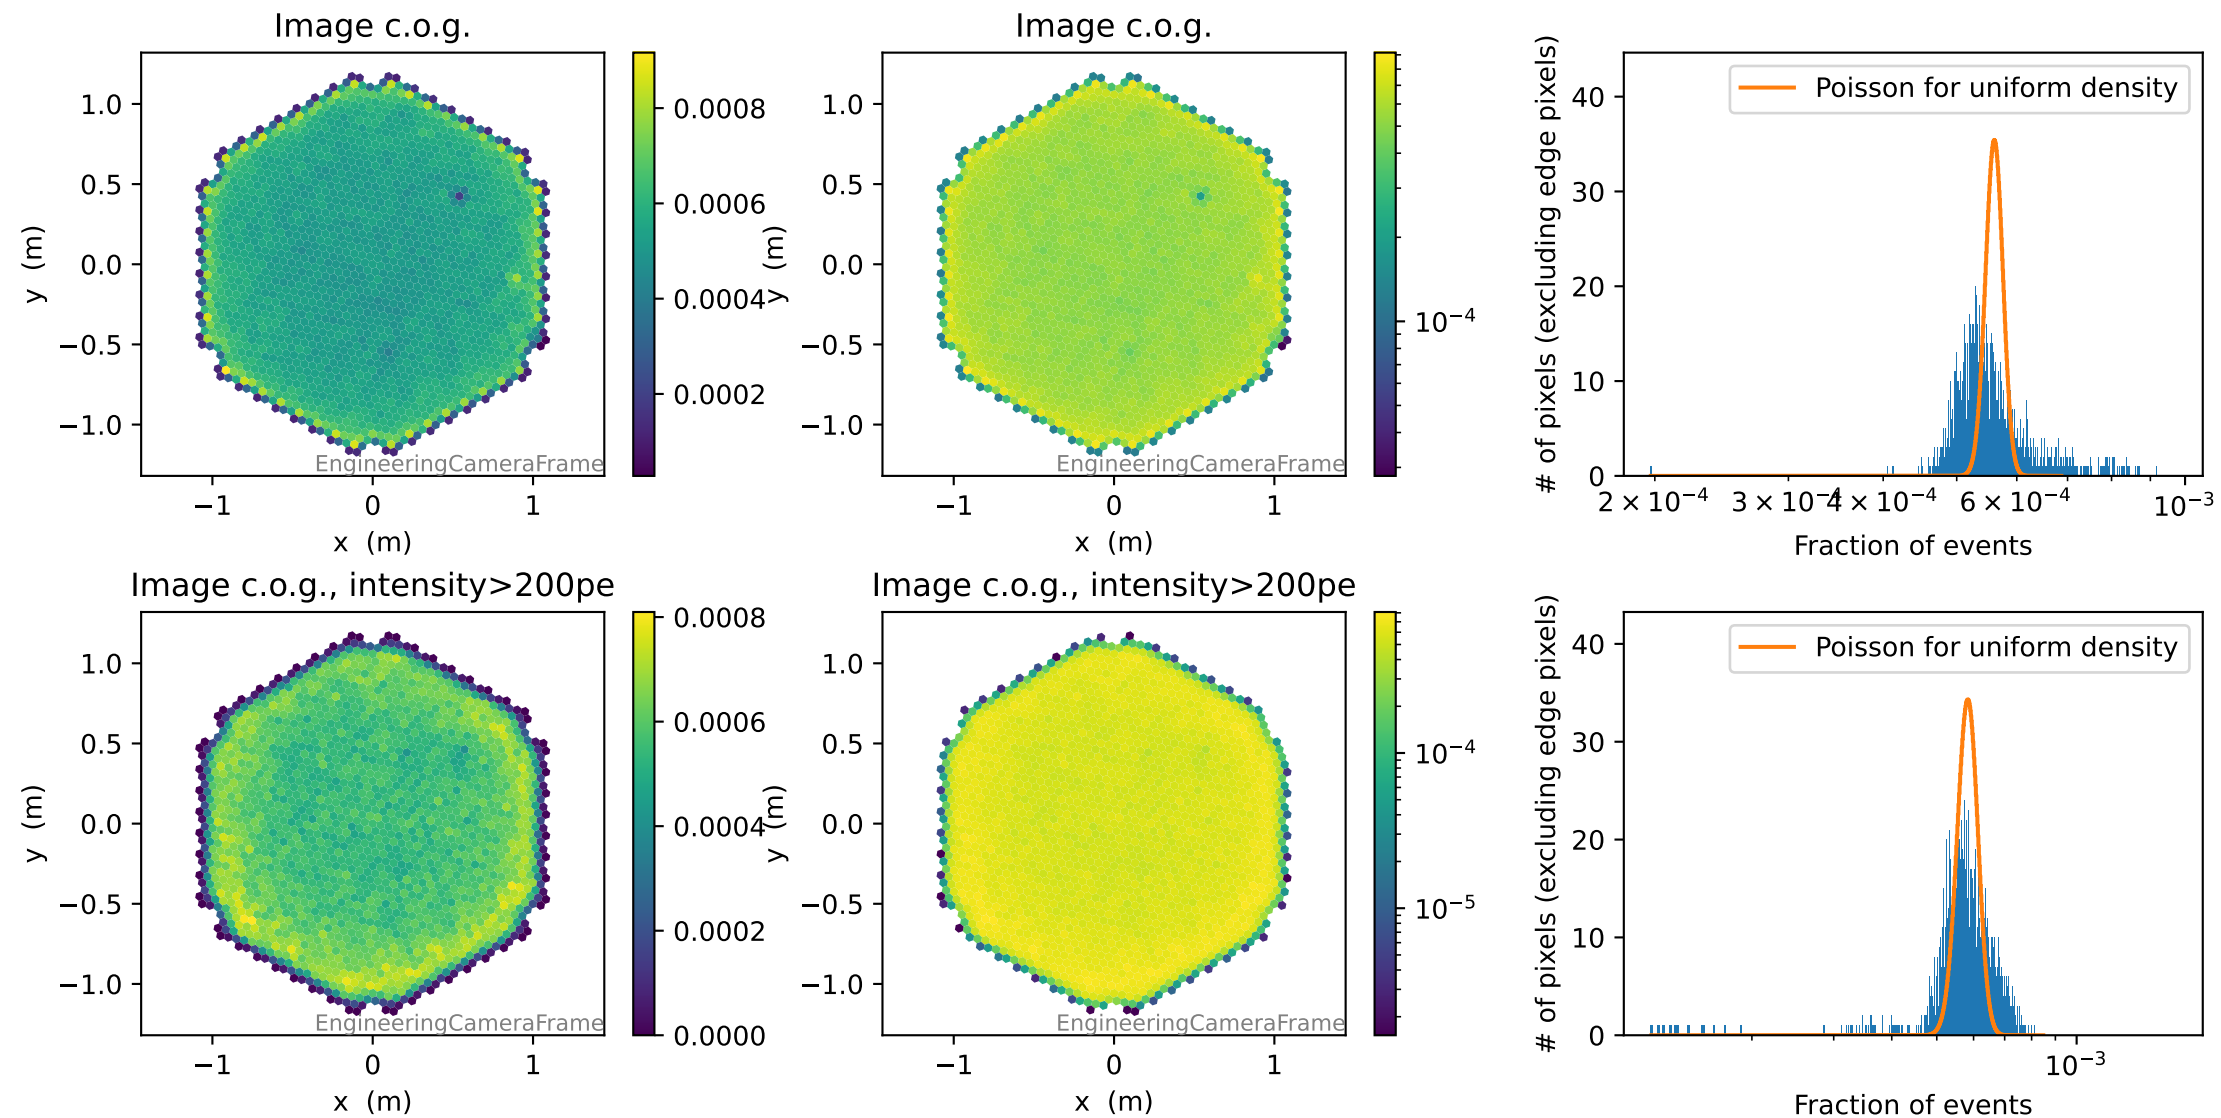 Image c.o.g.
1.0
0.5
0.0
−0.5
−1.0
y (m)
−1
0
1
x (m)
EngineeringCameraFrame
0.0008
0.0006
0.0004
0.0002
Image c.o.g.
1.0
0.5
0.0
−0.5
−1.0
y (m)
−1
0
1
x (m)
EngineeringCameraFrame
10⁻⁴
# of pixels (excluding edge pixels)
40
30
20
10
0
Poisson for uniform density
2 × 10⁻⁴
3 × 10⁻⁴
4 × 10⁻⁴
6 × 10⁻⁴
10⁻³
Fraction of events
Image c.o.g., intensity>200pe
1.0
0.5
0.0
−0.5
−1.0
y (m)
−1
0
1
x (m)
EngineeringCameraFrame
0.0008
0.0006
0.0004
0.0002
0.0000
Image c.o.g., intensity>200pe
1.0
0.5
0.0
−0.5
−1.0
y (m)
−1
0
1
x (m)
EngineeringCameraFrame
10⁻⁴
10⁻⁵
# of pixels (excluding edge pixels)
40
30
20
10
0
Poisson for uniform density
10⁻³
Fraction of events